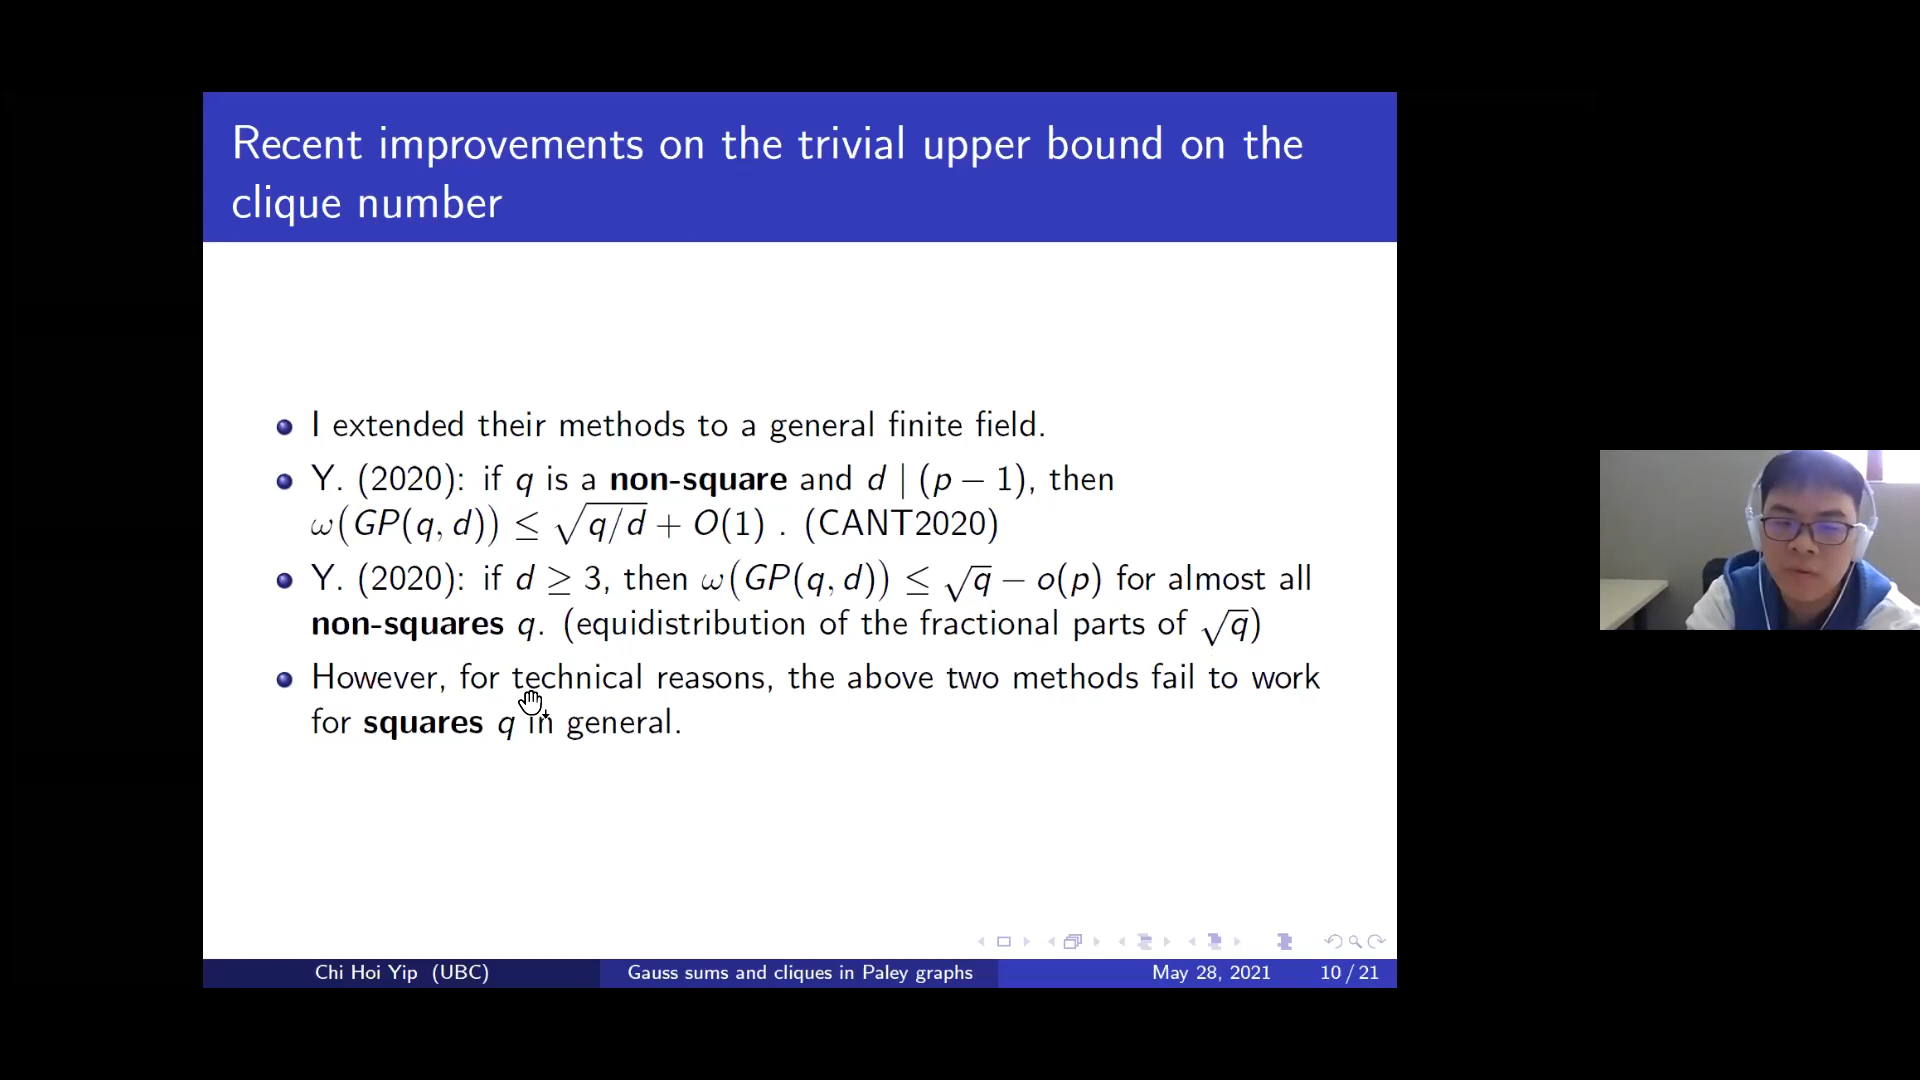 Recent improvements on the trivial upper bound on the
clique number
I extended their methods to a general finite field.
Y. (2020): if q is a non-square and d | (p − 1), then
ω(GP(q, d)) ≤ √q/d + O(1) . (CANT2020)
Y. (2020): if d ≥ 3, then ω(GP(q, d)) ≤ √q − o(p) for almost all
non-squares q. (equidistribution of the fractional parts of √q)
However, for technical reasons, the above two methods fail to work
for squares q in general.
Chi Hoi Yip (UBC) Gauss sums and cliques in Paley graphs May 28, 2021 10 / 21